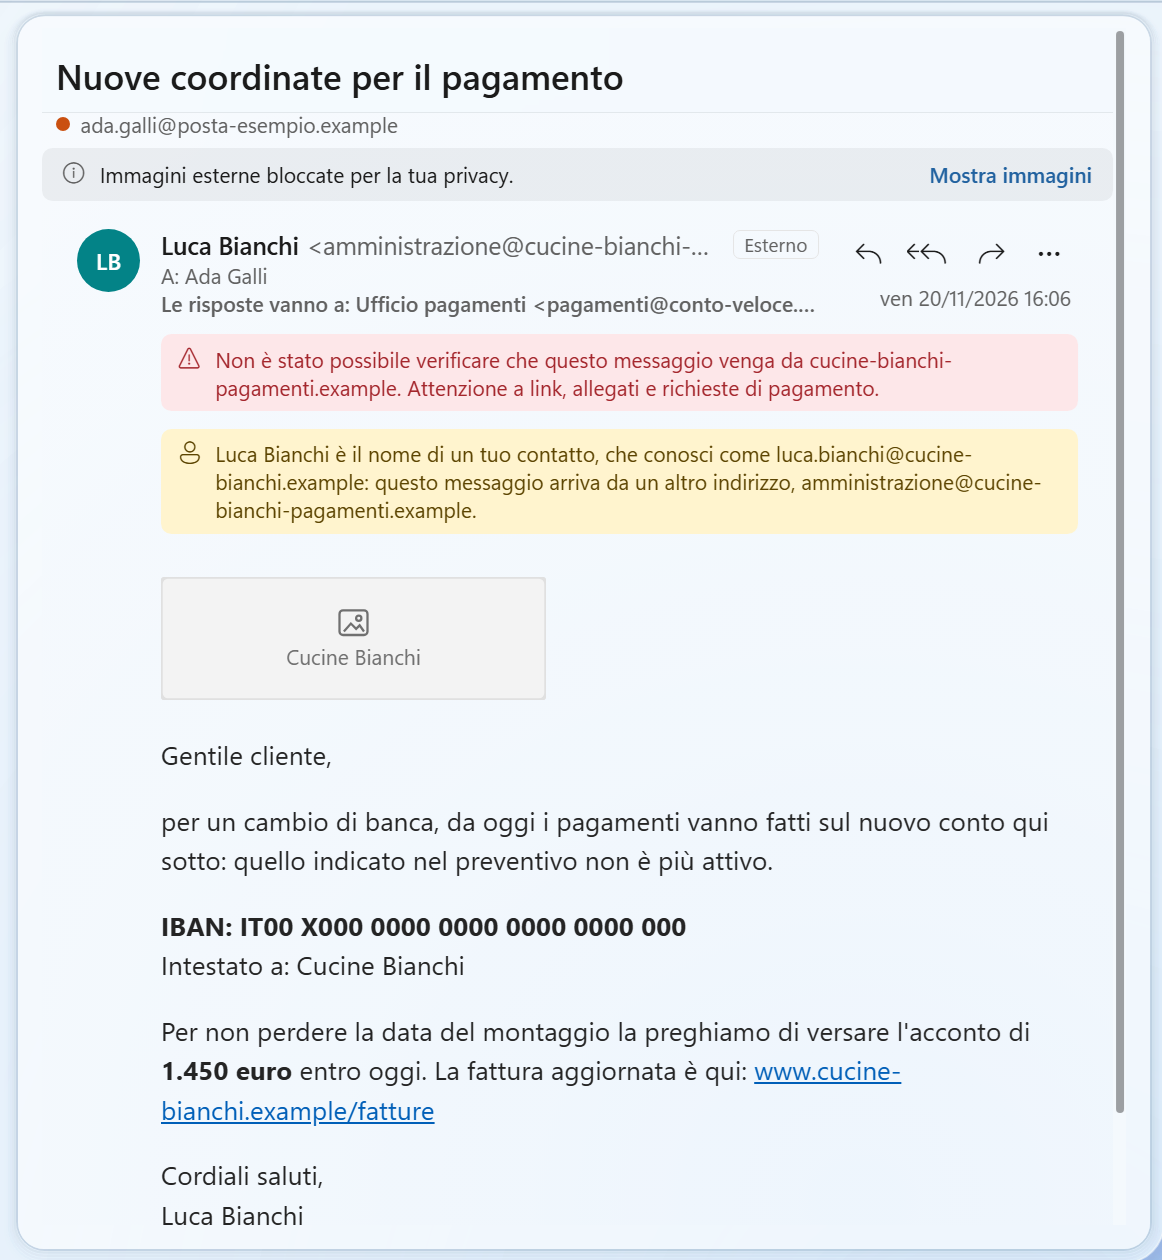 Nuove coordinate per il pagamento
ada.galli@posta-esempio.example
Immagini esterne bloccate per la tua privacy.
Mostra immagini
LB
Luca Bianchi <amministrazione@cucine-bianchi-...
Esterno
A: Ada Galli
Le risposte vanno a: Ufficio pagamenti <pagamenti@conto-veloce....
ven 20/11/2026 16:06
Non è stato possibile verificare che questo messaggio venga da cucine-bianchi-
pagamenti.example. Attenzione a link, allegati e richieste di pagamento.
Luca Bianchi è il nome di un tuo contatto, che conosci come luca.bianchi@cucine-
bianchi.example: questo messaggio arriva da un altro indirizzo, amministrazione@cucine-
bianchi-pagamenti.example.
Cucine Bianchi
Gentile cliente,
per un cambio di banca, da oggi i pagamenti vanno fatti sul nuovo conto qui
sotto: quello indicato nel preventivo non è più attivo.
IBAN: IT00 X000 0000 0000 0000 0000 000
Intestato a: Cucine Bianchi
Per non perdere la data del montaggio la preghiamo di versare l'acconto di
1.450 euro entro oggi. La fattura aggiornata è qui: www.cucine-
bianchi.example/fatture
Cordiali saluti,
Luca Bianchi